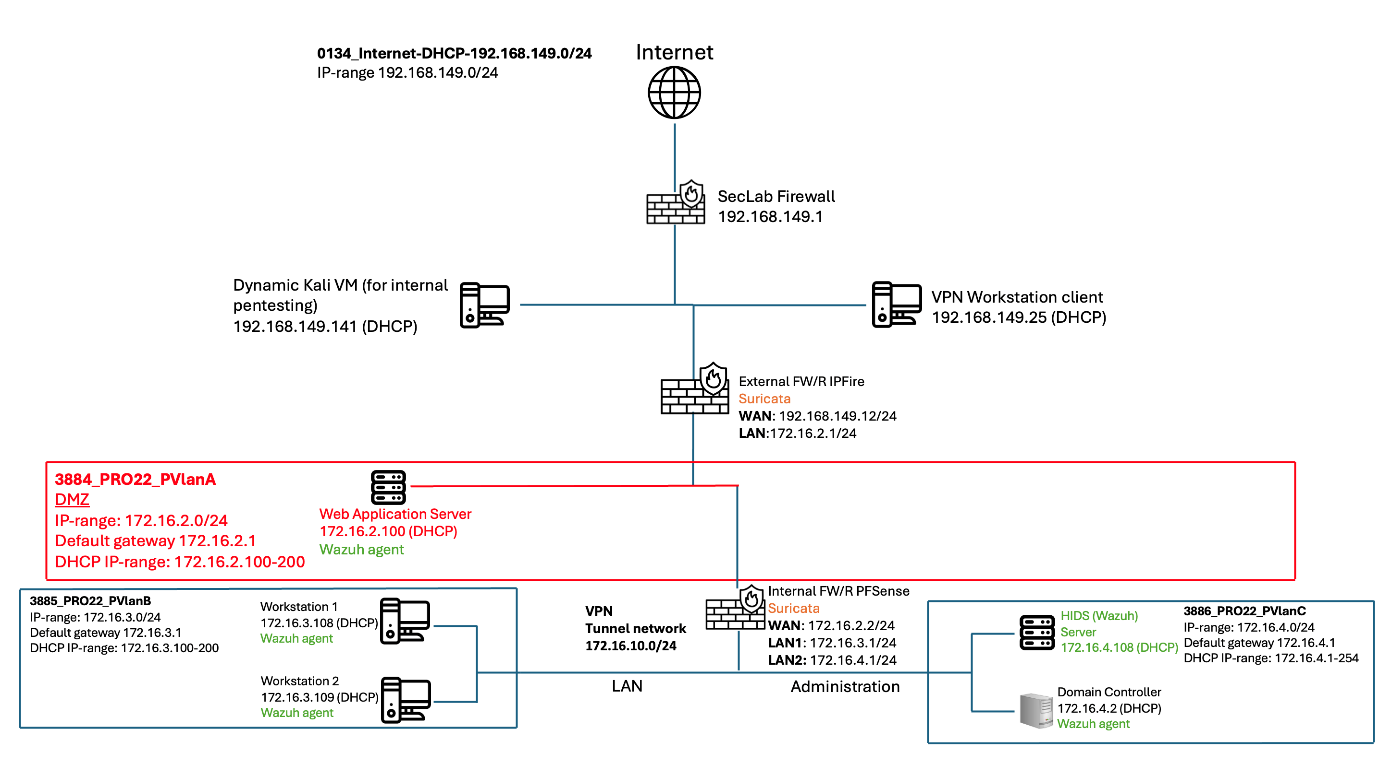 0134_Internet-DHCP-192.168.149.0/24
IP-range 192.168.149.0/24
Internet
SecLab Firewall
192.168.149.1
Dynamic Kali VM (for internal
pentesting)
192.168.149.141 (DHCP)
VPN Workstation client
192.168.149.25 (DHCP)
External FW/R IPFire
Suricata
WAN: 192.168.149.12/24
LAN:172.16.2.1/24
3884_PRO22_PVlanA
DMZ
IP-range: 172.16.2.0/24
Default gateway 172.16.2.1
DHCP IP-range: 172.16.2.100-200
Web Application Server
172.16.2.100 (DHCP)
Wazuh agent
3885_PRO22_PVlanB
IP-range: 172.16.3.0/24
Default gateway 172.16.3.1
DHCP IP-range: 172.16.3.100-200
Workstation 1
172.16.3.108 (DHCP)
Wazuh agent
Workstation 2
172.16.3.109 (DHCP)
Wazuh agent
VPN
Tunnel network
172.16.10.0/24
Internal FW/R PFSense
Suricata
WAN: 172.16.2.2/24
LAN1: 172.16.3.1/24
LAN2: 172.16.4.1/24
LAN
Administration
HIDS (Wazuh)
Server
172.16.4.108 (DHCP)
3886_PRO22_PVlanC
IP-range: 172.16.4.0/24
Default gateway 172.16.4.1
DHCP IP-range: 172.16.4.1-254
Domain Controller
172.16.4.2 (DHCP)
Wazuh agent